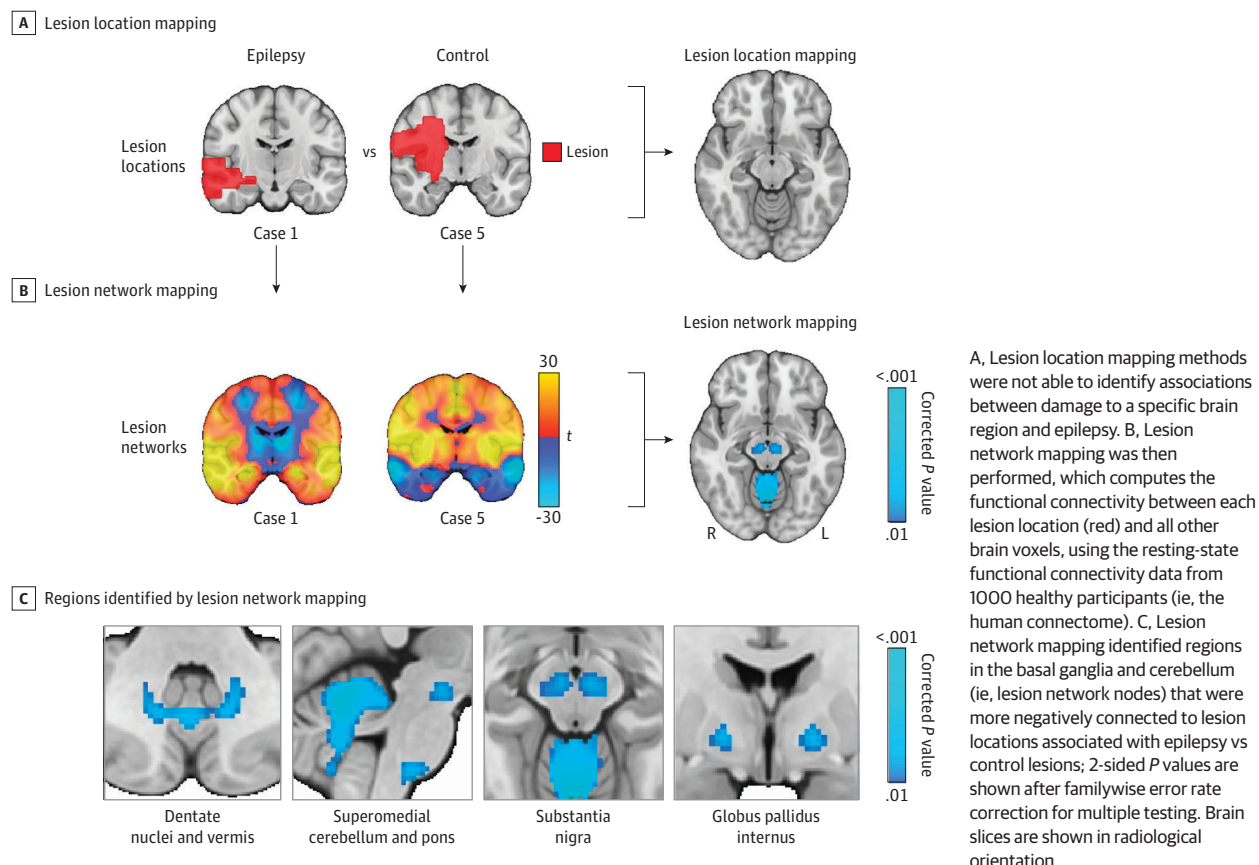 A Lesion location mapping
Epilepsy
Control
Lesion location mapping
Lesion
locations
vs
Lesion
Case 1
Case 5
B Lesion network mapping
Lesion network mapping
Lesion
networks
30
t
-30
Case 1
Case 5
R
L
<.001
Corrected P value
.01
C Regions identified by lesion network mapping
<.001
Corrected P value
.01
Dentate
nuclei and vermis
Superomedial
cerebellum and pons
Substantia
nigra
Globus pallidus
internus
A, Lesion location mapping methods
were not able to identify associations
between damage to a specific brain
region and epilepsy. B, Lesion
network mapping was then
performed, which computes the
functional connectivity between each
lesion location (red) and all other
brain voxels, using the resting-state
functional connectivity data from
1000 healthy participants (ie, the
human connectome). C, Lesion
network mapping identified regions
in the basal ganglia and cerebellum
(ie, lesion network nodes) that were
more negatively connected to lesion
locations associated with epilepsy vs
control lesions; 2-sided P values are
shown after familywise error rate
correction for multiple testing. Brain
slices are shown in radiological
orientation